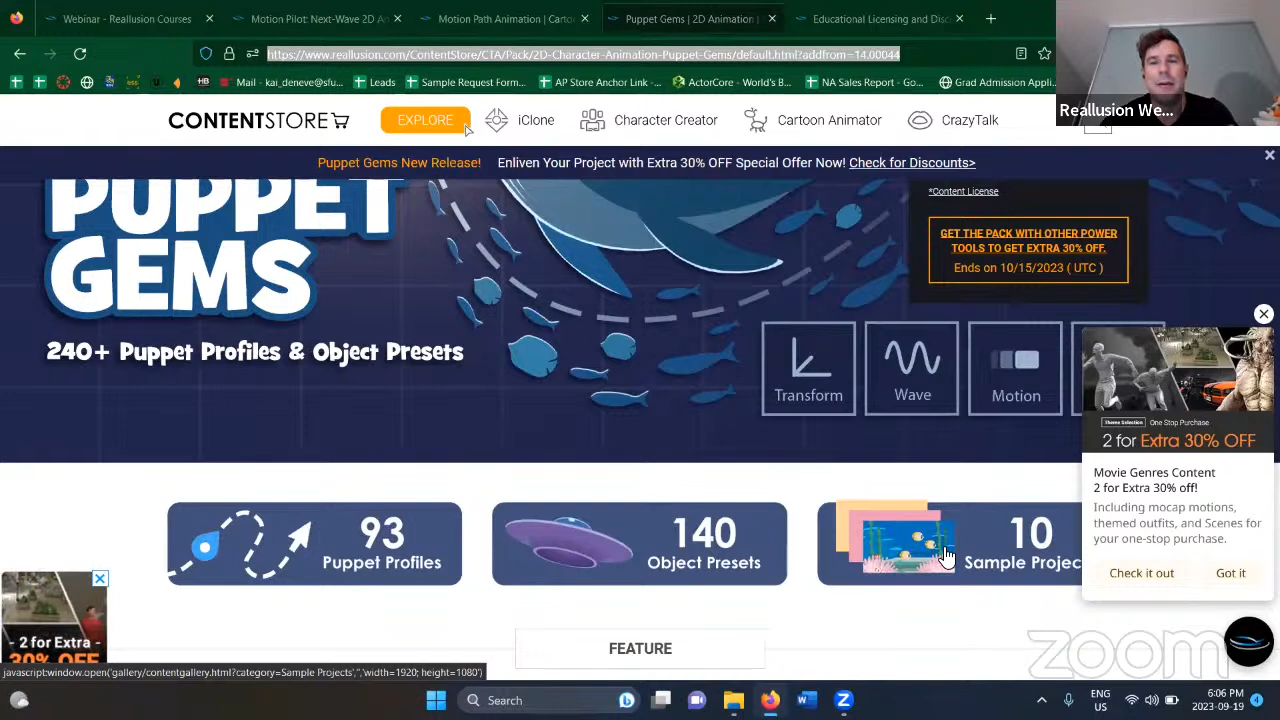 Webinar - Reallusion Courses
Motion Pilot: Next-Wave 2D An
Motion Path Animation | Carto
Puppet Gems | 2D Animation |
Educational Licensing and Disc
https://www.reallusion.com/ContentStore/CTA/Pack/2D-Character-Animation-Puppet-Gems/default.html?addfrom=14.00044
Mail - kai_deneve@sfu...
Leads
Sample Request Form...
AP Store Anchor Link -...
ActorCore - World's B...
NA Sales Report - Go...
Grad Admission Appli...
HB
Reallusion We...
CONTENTSTORE
EXPLORE
iClone
Character Creator
Cartoon Animator
CrazyTalk
Puppet Gems New Release! Enliven Your Project with Extra 30% OFF Special Offer Now! Check for Discounts>
PUPPET
GEMS
240+ Puppet Profiles & Object Presets
*Content License
GET THE PACK WITH OTHER POWER
TOOLS TO GET EXTRA 30% OFF.
Ends on 10/15/2023 ( UTC )
Transform
Wave
Motion
Theme Selection One Stop Purchase
2 for Extra 30% OFF
Movie Genres Content
2 for Extra 30% off!
Including mocap motions,
themed outfits, and Scenes for
your one-stop purchase.
Check it out
Got it
93
Puppet Profiles
140
Object Presets
10
Sample Projec
- 2 for Extra -
30% OFF
FEATURE
zoom
javascript:window.open('gallery/contentgallery.html?category=Sample Projects','','width=1920; height=1080')
Search
ENG
US
6:06 PM
2023-09-19
4